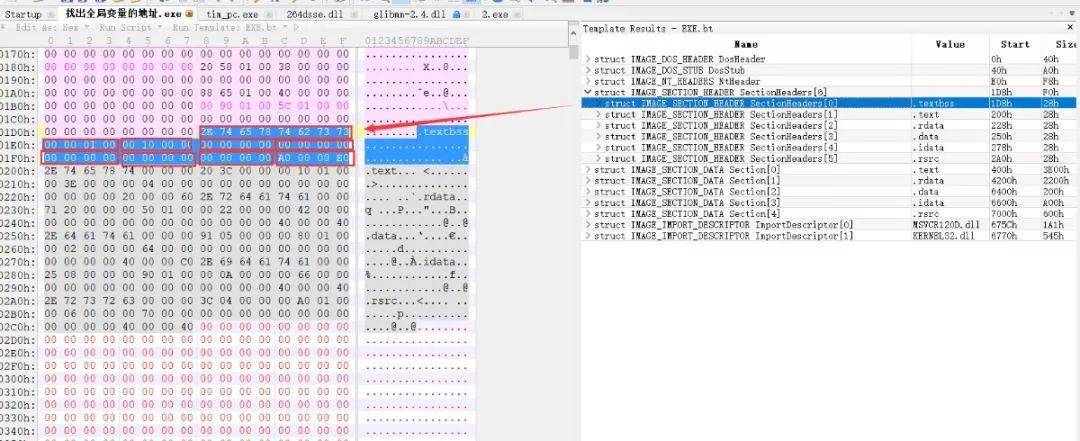 Startup 找出全局变量的地址.exe tim_pc.exe 264dsse.dll glibmn-2.4.dll 2.exe
Edit As: Hex Run Script Run Template: EXE.bt
0 1 2 3 4 5 6 7 8 9 A B C D E F 0123456789ABCDEF
0170h: 00 00 00 00 00 00 00 00 00 00 00 00 00 00 00 00 ................
0180h: 00 00 00 00 00 00 00 00 20 58 01 00 38 00 00 00
01A0h: 00 00 00 00 00 00 00 00 88 65 01 00 40 00 00 00
01B0h: 00 00 00 00 00 00 00 00 00 90 01 00 5C 01 00 00
01C0h: 00 00 00 00 00 00 00 00 00 00 00 00 00 00 00 00
01D0h: 00 00 00 00 00 00 00 00 2E 74 65 78 74 62 73 73 ........textbss
01E0h: 00 00 01 00 00 10 00 00 00 00 00 00 00 00 00 00
01F0h: 00 00 00 00 00 00 00 00 00 00 00 00 A0 00 00 E0
2E 74 65 78 74 00 00 00 20 3C 00 00 00 10 01 00
0200h:
0210h: 00 3E 00 00 00 04 00 00 00 00 00 00 00 00 00 00
0220h: 00 00 00 00 20 00 00 60 2E 72 64 61 74 61 00 00
0230h: 71 20 00 00 00 50 01 00 00 22 00 00 00 42 00 00
0240h: 00 00 00 00 00 00 00 00 00 00 00 00 40 00 00 40
0250h: 2E 64 61 74 61 00 00 00 91 05 00 00 00 80 01 00
0260h: 00 02 00 00 00 64 00 00 00 00 00 00 00 00 00 00
0270h: 00 00 00 00 40 00 00 C0 2E 69 64 61 74 61 00 00
0280h: 25 08 00 00 00 90 01 00 00 0A 00 00 00 66 00 00
0290h: 00 00 00 00 00 00 00 00 00 00 00 00 40 00 00 40
02A0h: 2E 72 73 72 63 00 00 00 3C 04 00 00 00 A0 01 00
02B0h: 00 06 00 00 00 70 00 00 00 00 00 00 00 00 00 00
02C0h: 00 00 00 00 40 00 00 40 00 00 00 00 00 00 00 00
02D0h: 00 00 00 00 00 00 00 00 00 00 00 00 00 00 00 00
02E0h: 00 00 00 00 00 00 00 00 00 00 00 00 00 00 00 00
02F0h: 00 00 00 00 00 00 00 00 00 00 00 00 00 00 00 00
0300h: 00 00 00 00 00 00 00 00 00 00 00 00 00 00 00 00
0310h: 00 00 00 00 00 00 00 00 00 00 00 00 00 00 00 00
0320h: 00 00 00 00 00 00 00 00 00 00 00 00 00 00 00 00
0330h: 00 00 00 00 00 00 00 00 00 00 00 00 00 00 00 00
0340h: 00 00 00 00 00 00 00 00 00 00 00 00 00 00 00 00
Template Results - EXE.bt
Name Value Start Size
struct IMAGE_DOS_HEADER DosHeader 0h 40h
struct IMAGE_DOS_STUB DosStub 40h A0h
struct IMAGE_NT_HEADERS NtHeader E0h F8h
struct IMAGE_SECTION_HEADER SectionHeaders[6] 1D8h F0h
struct IMAGE_SECTION_HEADER SectionHeaders[0] .textbss 1D8h 28h
struct IMAGE_SECTION_HEADER SectionHeaders[1] .text 200h 28h
struct IMAGE_SECTION_HEADER SectionHeaders[2] .rdata 228h 28h
struct IMAGE_SECTION_HEADER SectionHeaders[3] .data 250h 28h
struct IMAGE_SECTION_HEADER SectionHeaders[4] .idata 278h 28h
struct IMAGE_SECTION_HEADER SectionHeaders[5] .rsrc 2A0h 28h
struct IMAGE_SECTION_DATA Section[0] .text 400h 3E00h
struct IMAGE_SECTION_DATA Section[1] .rdata 4200h 2200h
struct IMAGE_SECTION_DATA Section[2] .data 6400h 200h
struct IMAGE_SECTION_DATA Section[3] .idata 6600h A00h
struct IMAGE_SECTION_DATA Section[4] .rsrc 7000h 600h
struct IMAGE_IMPORT_DESCRIPTOR ImportDescriptor[0] MSVCR120D.dll 675Ch 1A1h
struct IMAGE_IMPORT_DESCRIPTOR ImportDescriptor[1] KERNEL32.dll 6770h 545h